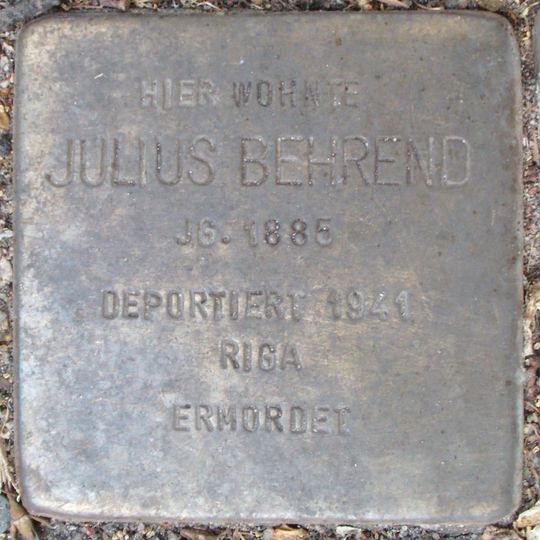 HIER WOHNTE
JULIUS BEHREND
JG. 1885
DEPORTIERT 1941
RIGA
ERMORDET